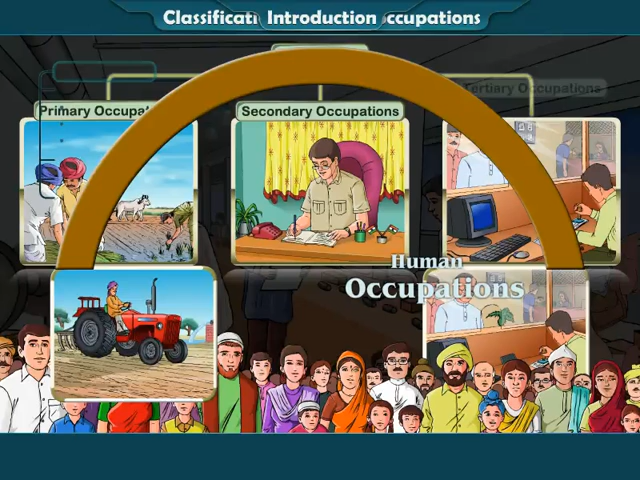 Classificati Introduction ccupations
Primary Occupat
Secondary Occupations
Tertiary Occupations
Human
Occupations